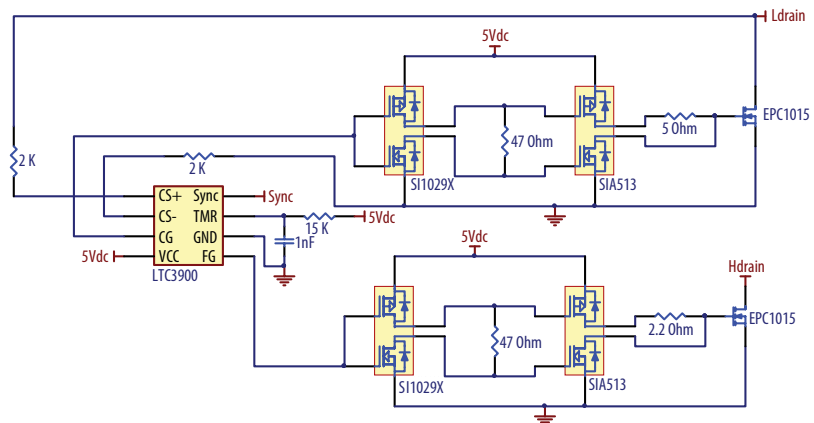 Ldrain
5Vdc
EPC1015
5 Ohm
47 Ohm
2 K
2 K
SI1029X
SIA513
CS+ Sync
Sync
CS- TMR
15 K
5Vdc
CG GND
1nF
VCC FG
5Vdc
LTC3900
5Vdc
Hdrain
EPC1015
2.2 Ohm
47 Ohm
SI1029X
SIA513